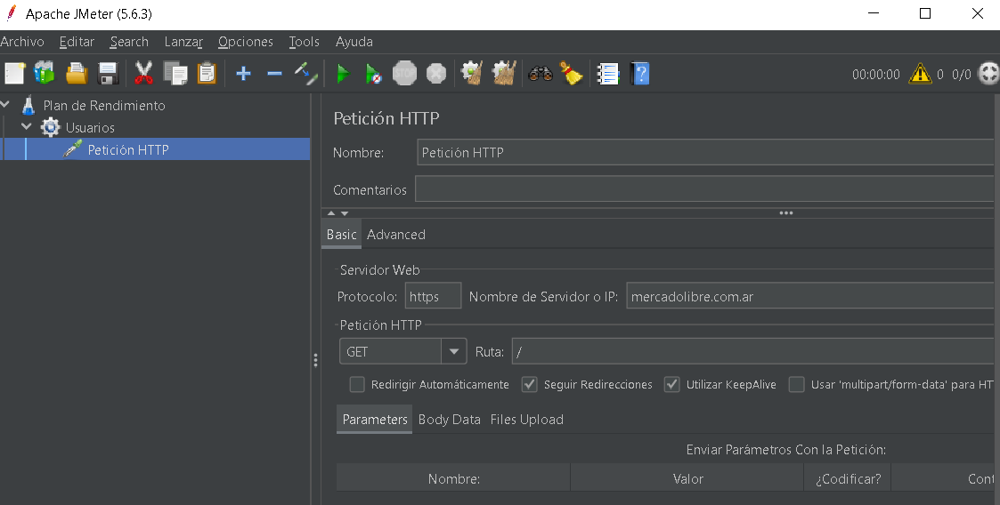 Apache JMeter (5.6.3)
Archivo Editar Search Lanzar Opciones Tools Ayuda
STOP 00:00:00 0 0/0
Plan de Rendimiento
Usuarios
Petición HTTP
Petición HTTP
Nombre: Petición HTTP
Comentarios
Basic Advanced
Servidor Web
Protocolo: https Nombre de Servidor o IP: mercadolibre.com.ar
Petición HTTP
GET Ruta: /
Redirigir Automáticamente Seguir Redirecciones Utilizar KeepAlive Usar 'multipart/form-data' para HT
Parameters Body Data Files Upload
Enviar Parámetros Con la Petición:
Nombre: Valor ¿Codificar? Cont